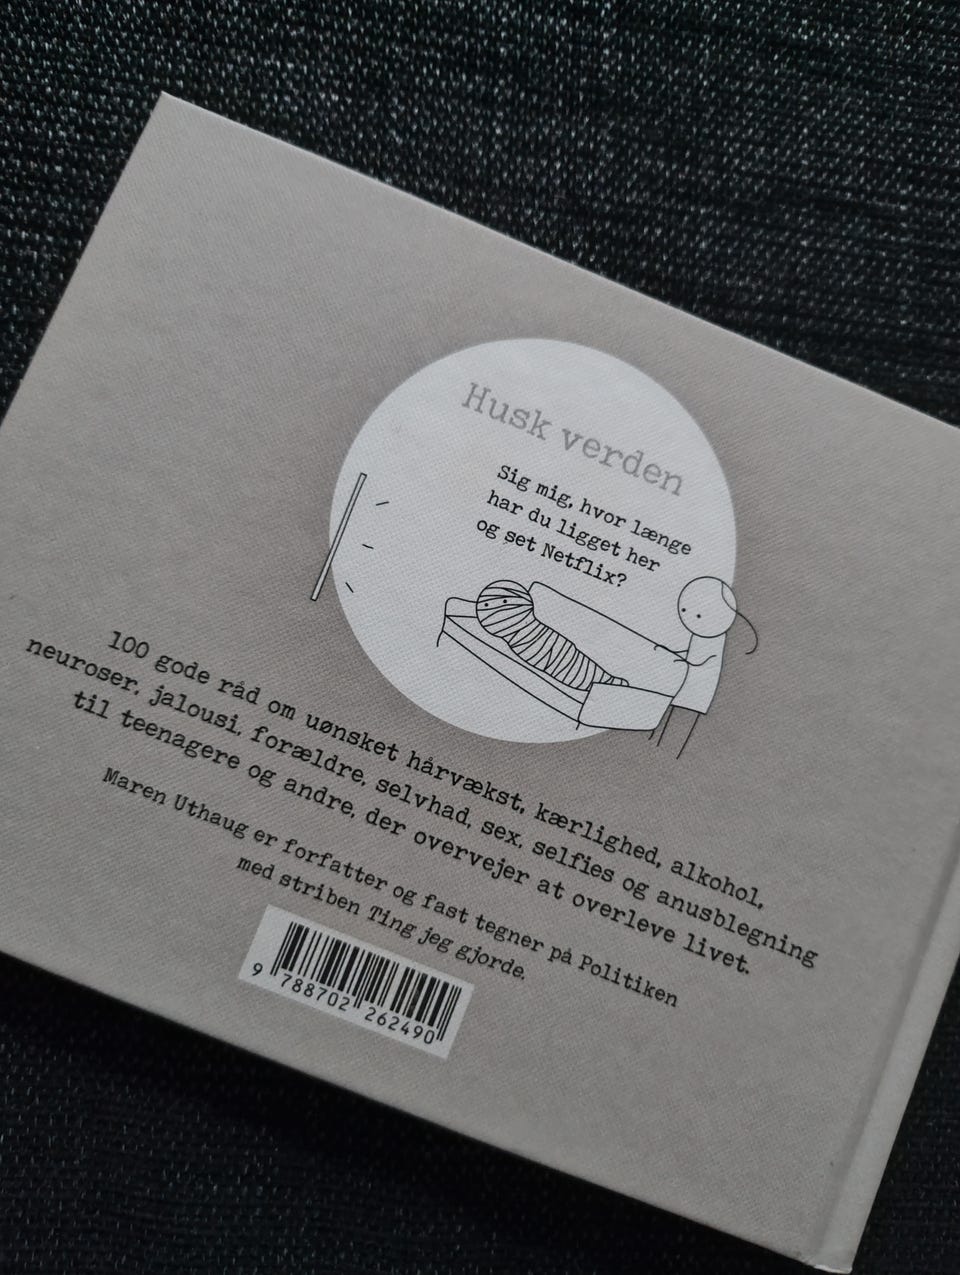 Husk verden
Sig mig, hvor længe
har du ligget her
og set Netflix?
100 gode råd om uønsket hårvækst, kærlighed, alkohol,
neuroser, jalousi, forældre, selvhad, sex, selfies og anusblegning
til teenagere og andre, der overvejer at overleve livet.
Maren Uthaug er forfatter og fast tegner på Politiken
med striben Ting jeg gjorde.
9 788702 262490